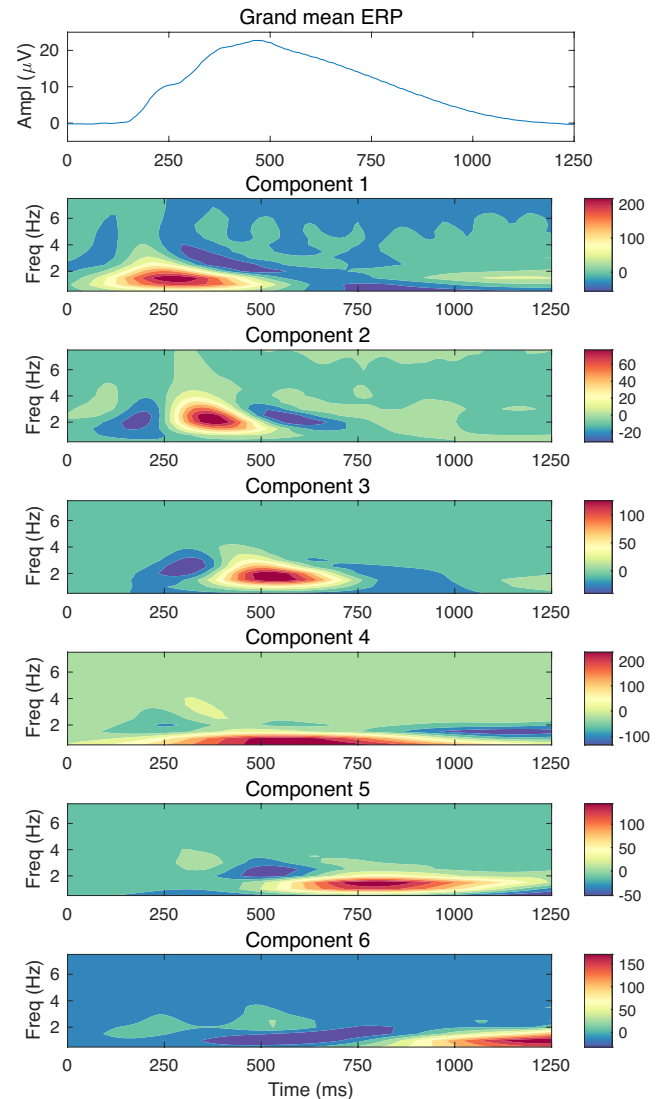 Grand mean ERP
Ampl (μV)
20
10
0
0 250 500 750 1000 1250
Component 1
Freq (Hz)
6
4
2
200
100
0
0 250 500 750 1000 1250
Component 2
Freq (Hz)
6
4
2
60
40
20
0
-20
0 250 500 750 1000 1250
Component 3
Freq (Hz)
6
4
2
100
50
0
0 250 500 750 1000 1250
Component 4
Freq (Hz)
6
4
2
200
100
0
-100
0 250 500 750 1000 1250
Component 5
Freq (Hz)
6
4
2
100
50
0
-50
0 250 500 750 1000 1250
Component 6
Freq (Hz)
6
4
2
150
100
50
0
0 250 500 750 1000 1250
Time (ms)